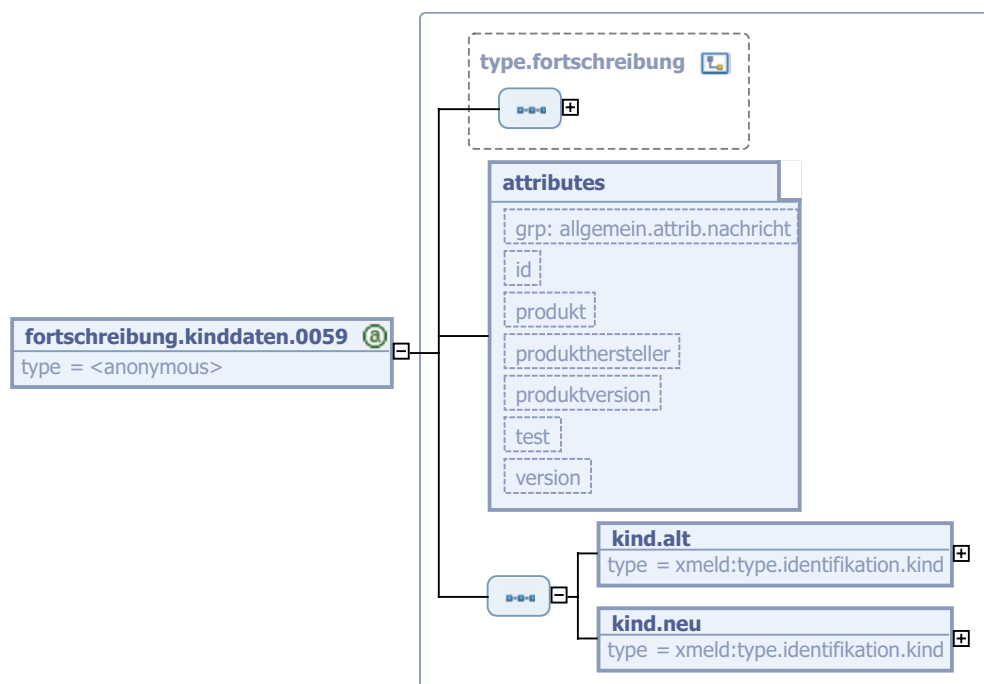 type.fortschreibung
attributes
grp: allgemein.attrib.nachricht
id
produkt
produkthersteller
produktversion
test
version
fortschreibung.kinddaten.0059
type = <anonymous>
kind.alt
type = xmeld:type.identifikation.kind
kind.neu
type = xmeld:type.identifikation.kind